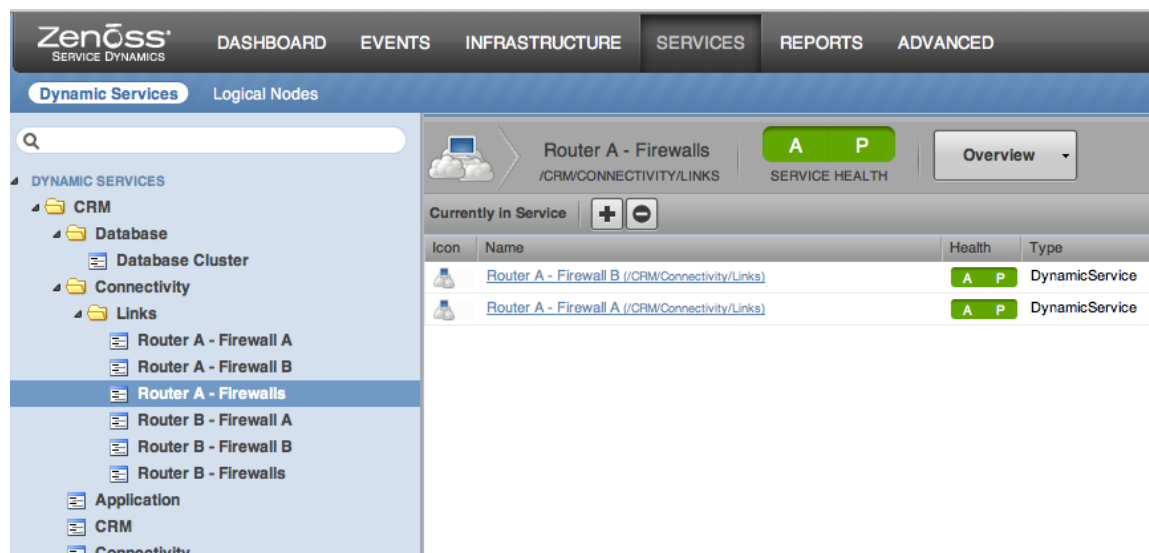 Zenōss® DASHBOARD EVENTS INFRASTRUCTURE SERVICES REPORTS ADVANCED
SERVICE DYNAMICS
Dynamic Services Logical Nodes
DYNAMIC SERVICES
CRM
Database
Database Cluster
Connectivity
Links
Router A - Firewall A
Router A - Firewall B
Router A - Firewalls
Router B - Firewall A
Router B - Firewall B
Router B - Firewalls
Application
CRM
Connectivity
Router A - Firewalls
/CRM/CONNECTIVITY/LINKS
A P
SERVICE HEALTH
Overview
Currently in Service
Icon Name Health Type
Router A - Firewall B (/CRM/Connectivity/Links) A P DynamicService
Router A - Firewall A (/CRM/Connectivity/Links) A P DynamicService